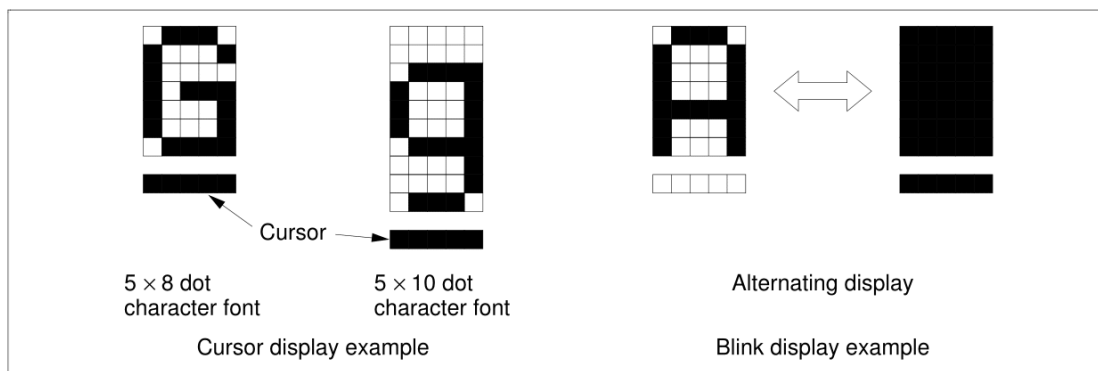 Cursor
5 × 8 dot
character font
5 × 10 dot
character font
Alternating display
Cursor display example
Blink display example